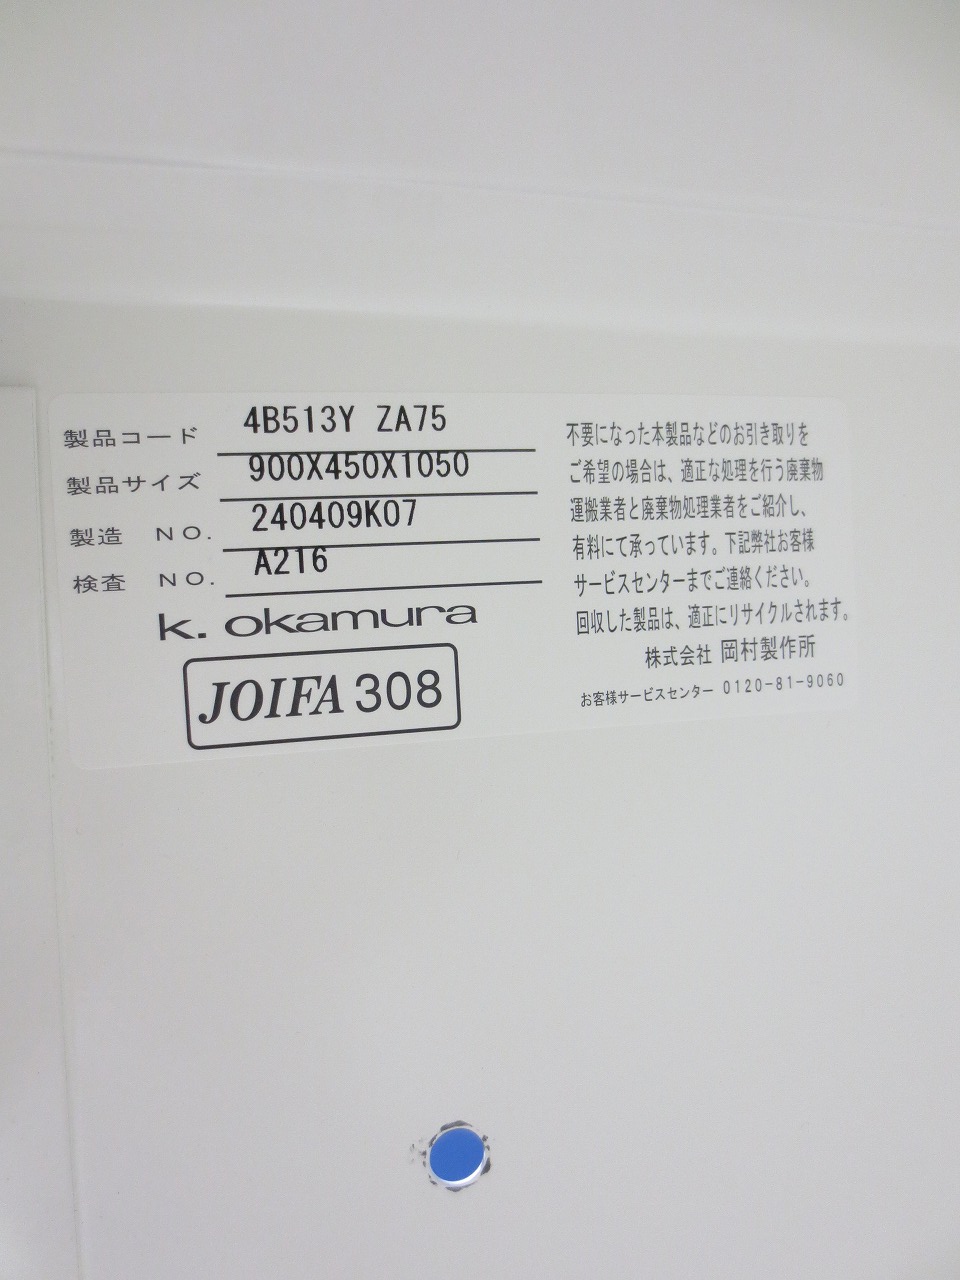 製品コード 4B513Y ZA75
製品サイズ 900X450X1050
製造 NO. 240409K07
検査 NO. A216
k. okamura
JOIFA 308
不要になった本製品などのお引き取りを
ご希望の場合は、適正な処理を行う廃棄物
運搬業者と廃棄物処理業者をご紹介し、
有料にて承っています。下記弊社お客様
サービスセンターまでご連絡ください。
回収した製品は、適正にリサイクルされます。
株式会社 岡村製作所
お客様サービスセンター 0120-81-9060